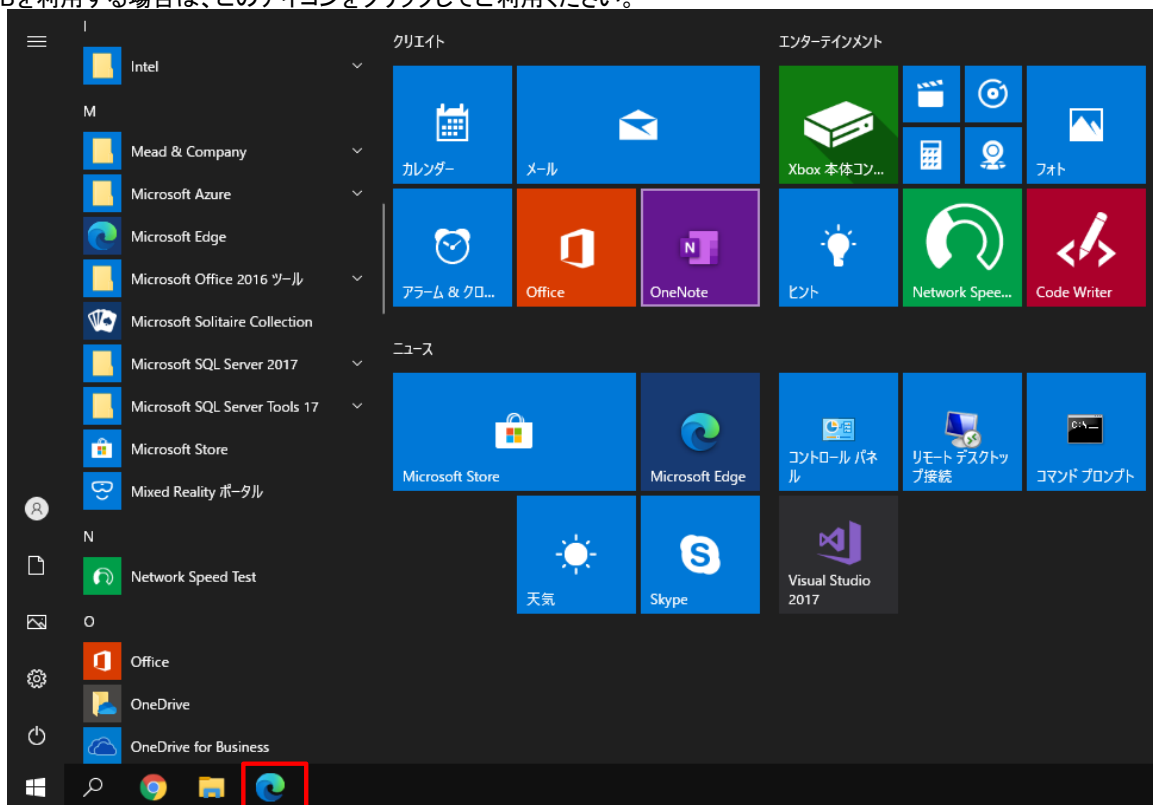 Bを利用する場合は、このアイコンをクリックしてご利用ください。
I
Intel
M
Mead & Company
Microsoft Azure
Microsoft Edge
Microsoft Office 2016 ツール
Microsoft Solitaire Collection
Microsoft SQL Server 2017
Microsoft SQL Server Tools 17
Microsoft Store
Mixed Reality ポータル
N
Network Speed Test
O
Office
OneDrive
OneDrive for Business
クリエイト
カレンダー
メール
アラーム & クロ...
Office
OneNote
エンターテインメント
Xbox 本体コン...
フォト
ヒント
Network Spee...
Code Writer
ニュース
Microsoft Store
Microsoft Edge
天気
Skype
コントロール パネ
ル
リモート デスクトッ
プ接続
コマンド プロンプト
Visual Studio
2017